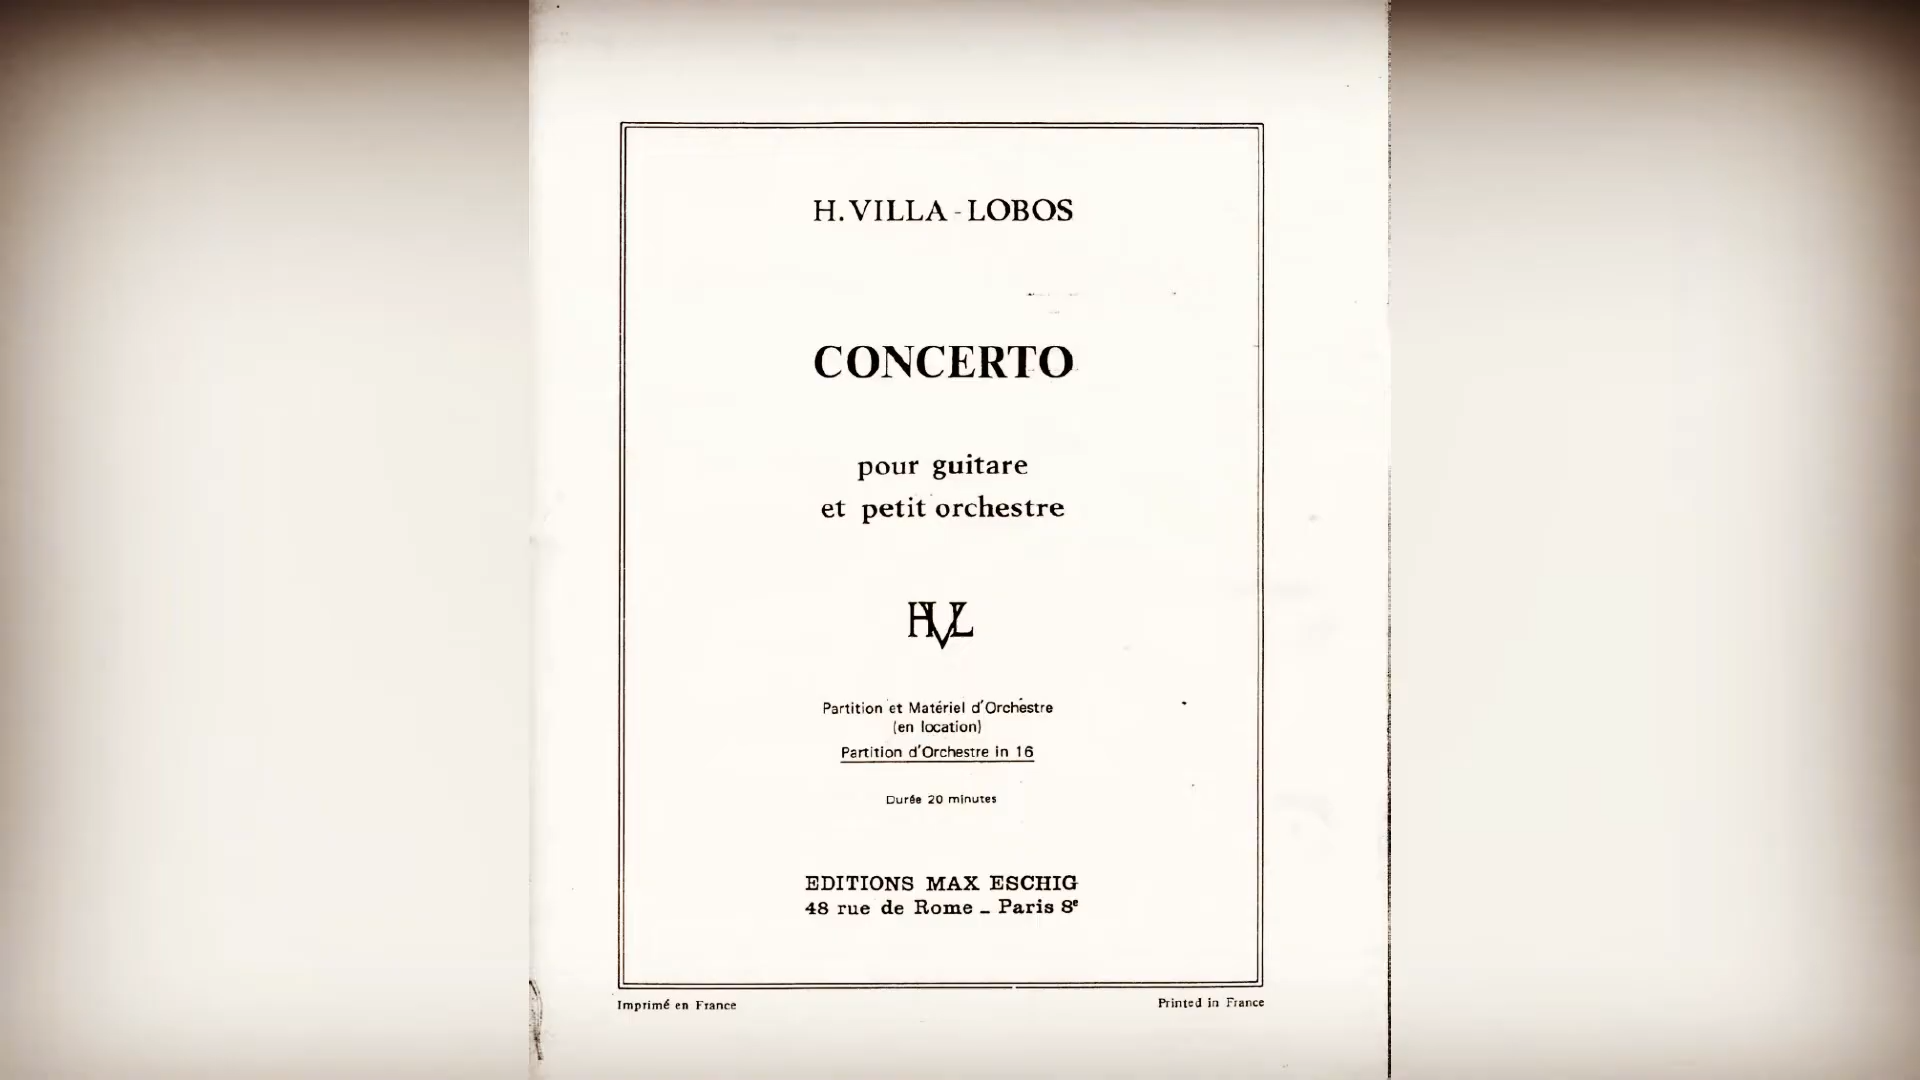 H. VILLA - LOBOS
CONCERTO
pour guitare
et petit orchestre
HVL
Partition et Matériel d'Orchestre
(en location)
Partition d'Orchestre in 16
Durée 20 minutes
EDITIONS MAX ESCHIG
48 rue de Rome _ Paris 8e
Imprimé en France
Printed in France